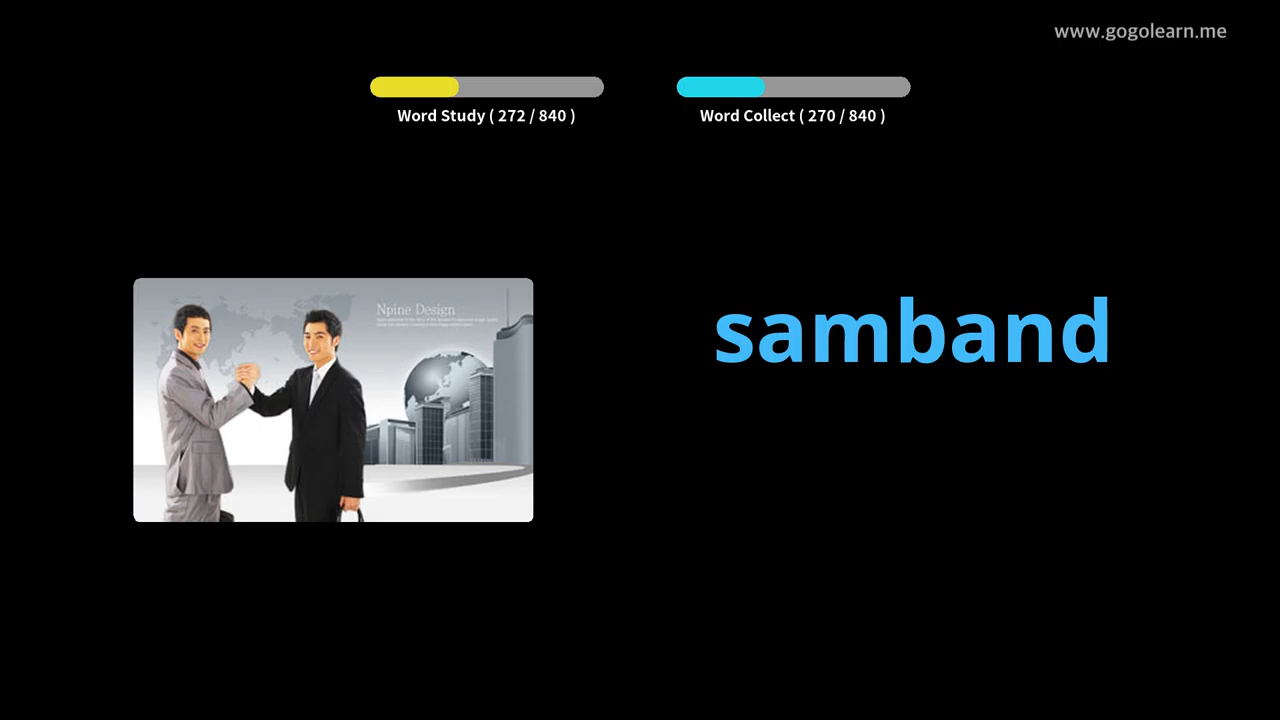 www.gogolearn.me
Word Study ( 272 / 840 )
Word Collect ( 270 / 840 )
Npine Design
samband